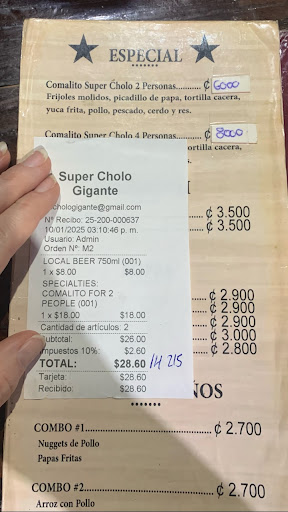 ESPECIAL
Comalito Super Cholo 2 Personas............ ₡ 6000
Frijoles molidos, picadillo de papa, tortilla cacera,
yuca frita, pollo, pescado, cerdo y res.
Comalito Super Cholo 4 Personas............ ₡ 8000
tortilla cacera,
Super Cholo
Gigante
chologigante@gmail.com
Nº Recibo: 25-200-000637
10/01/2025 03:10:46 p. m.
Usuario: Admin
Orden Nº: M2
LOCAL BEER 750ml (001)
1 x $8.00 $8.00
SPECIALTIES:
COMALITO FOR 2
PEOPLE (001)
1 x $18.00 $18.00
Cantidad de artículos: 2
Subtotal: $26.00
Impuestos 10%: $2.60
TOTAL: $28.60 14 215
Tarjeta: $28.60
Recibido: $28.60
₡ 3.500
₡ 3.500
₡ 2.900
₡ 2.900
₡ 2.900
₡ 3.000
₡ 2.800
ÑOS
COMBO #1................................ ₡ 2.700
Nuggets de Pollo
Papas Fritas
COMBO #2................................ ₡ 2.700
Arroz con Pollo